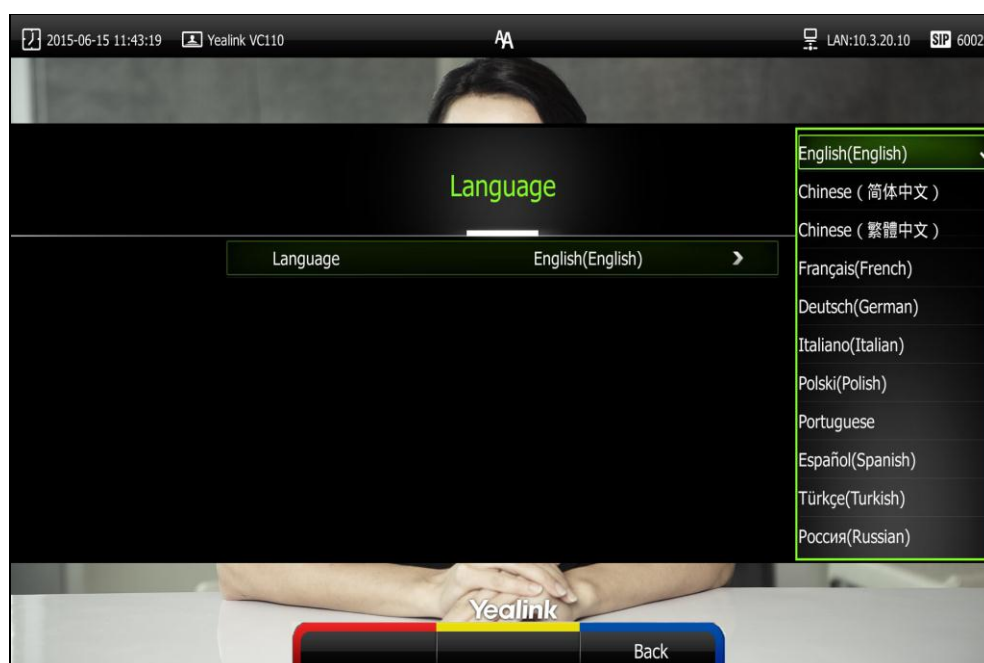 2015-06-15 11:43:19 Yealink VC110 AA LAN:10.3.20.10 SIP 6002
Language
Language English(English)
English(English)
Chinese ( 简体中文 )
Chinese ( 繁體中文 )
Français(French)
Deutsch(German)
Italiano(Italian)
Polski(Polish)
Portuguese
Español(Spanish)
Türkçe(Turkish)
Россия(Russian)
Yealink
Back